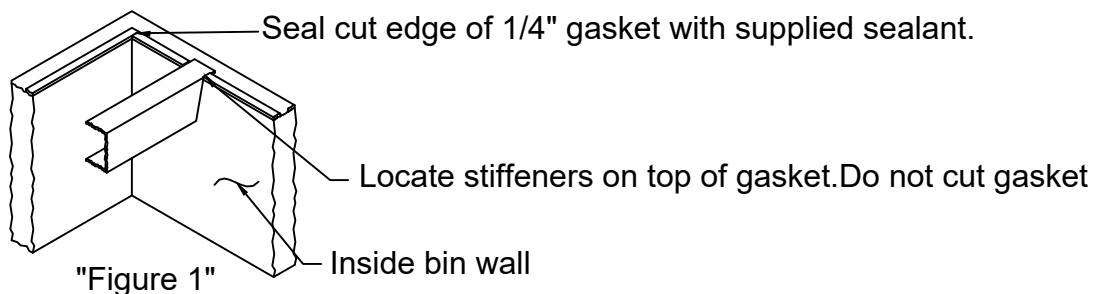 Seal cut edge of 1/4" gasket with supplied sealant.
Locate stiffeners on top of gasket.Do not cut gasket
Inside bin wall
"Figure 1"